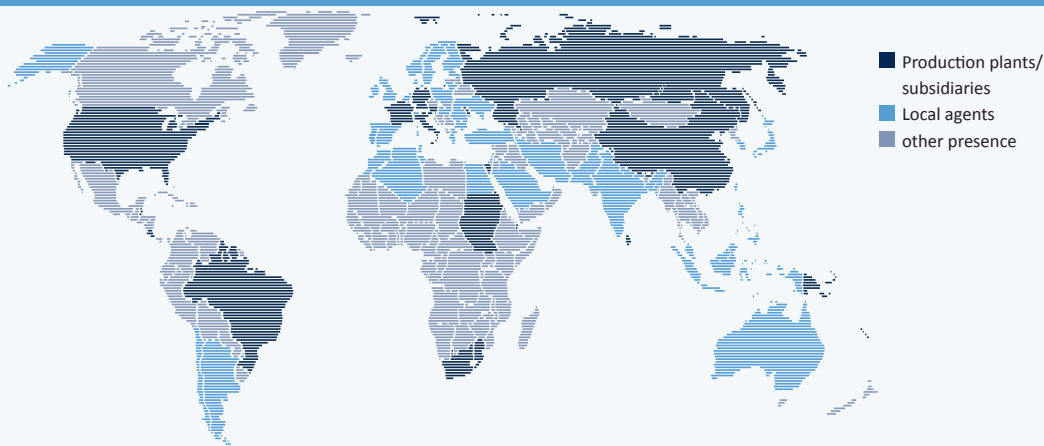 Production plants/
subsidiaries
Local agents
other presence